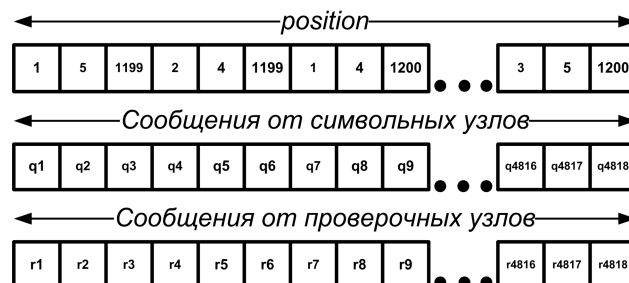 position
1 5 1199 2 4 1199 1 4 1200 ••• 3 5 1200
Сообщения от символьных узлов
q1 q2 q3 q4 q5 q6 q7 q8 q9 ••• q4816 q4817 q4818
Сообщения от проверочных узлов
r1 r2 r3 r4 r5 r6 r7 r8 r9 ••• r4816 r4817 r4818